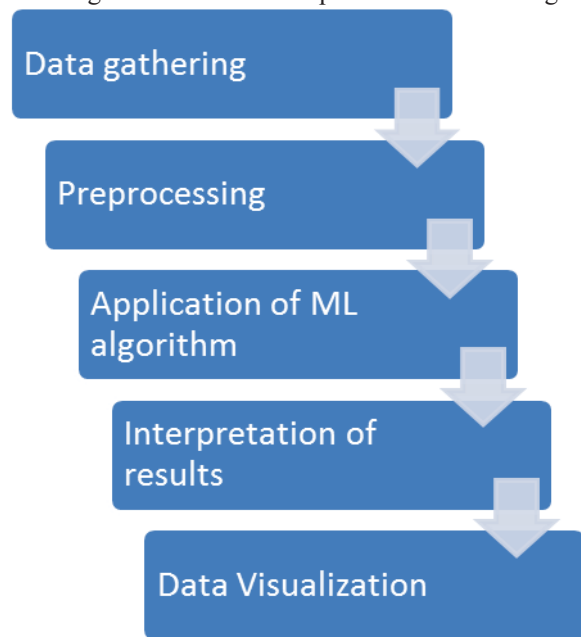 Data gathering
Preprocessing
Application of ML
algorithm
Interpretation of
results
Data Visualization